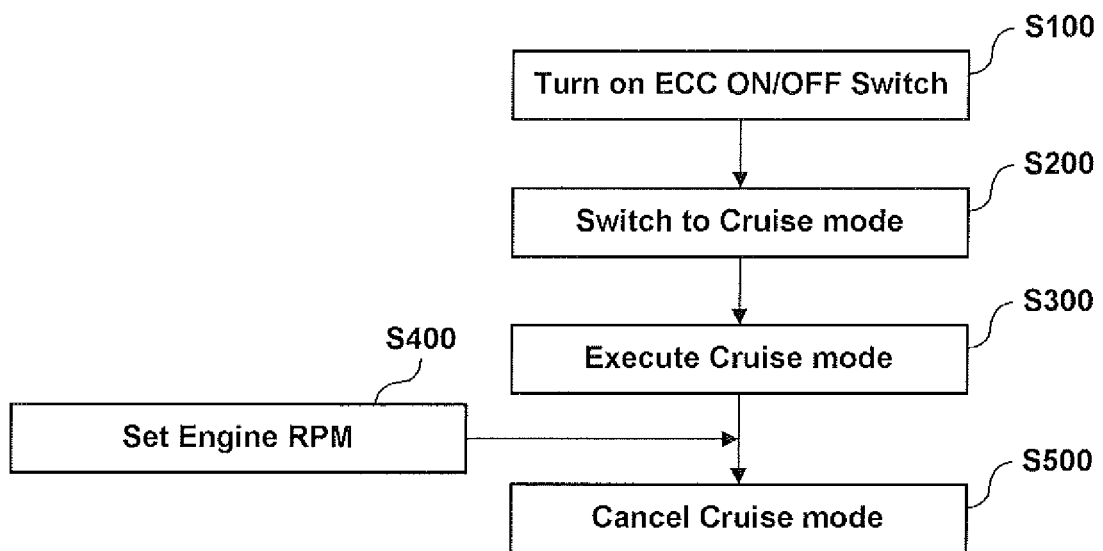 S100
Turn on ECC ON/OFF Switch
S200
Switch to Cruise mode
S300
Execute Cruise mode
S400
Set Engine RPM
S500
Cancel Cruise mode